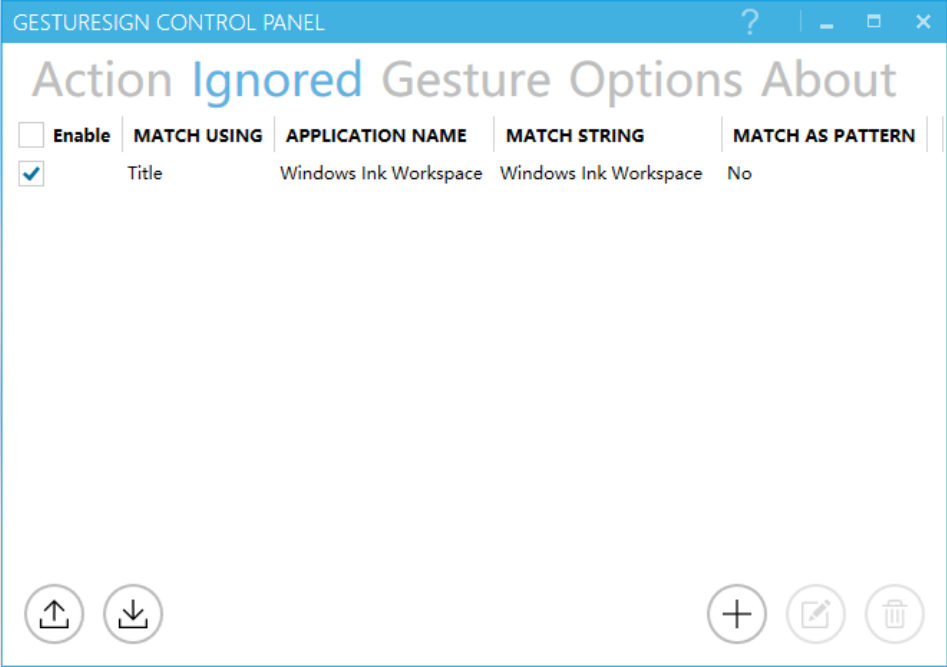 GESTURESIGN CONTROL PANEL ?
Action Ignored Gesture Options About
Enable MATCH USING APPLICATION NAME MATCH STRING MATCH AS PATTERN
Title Windows Ink Workspace Windows Ink Workspace No